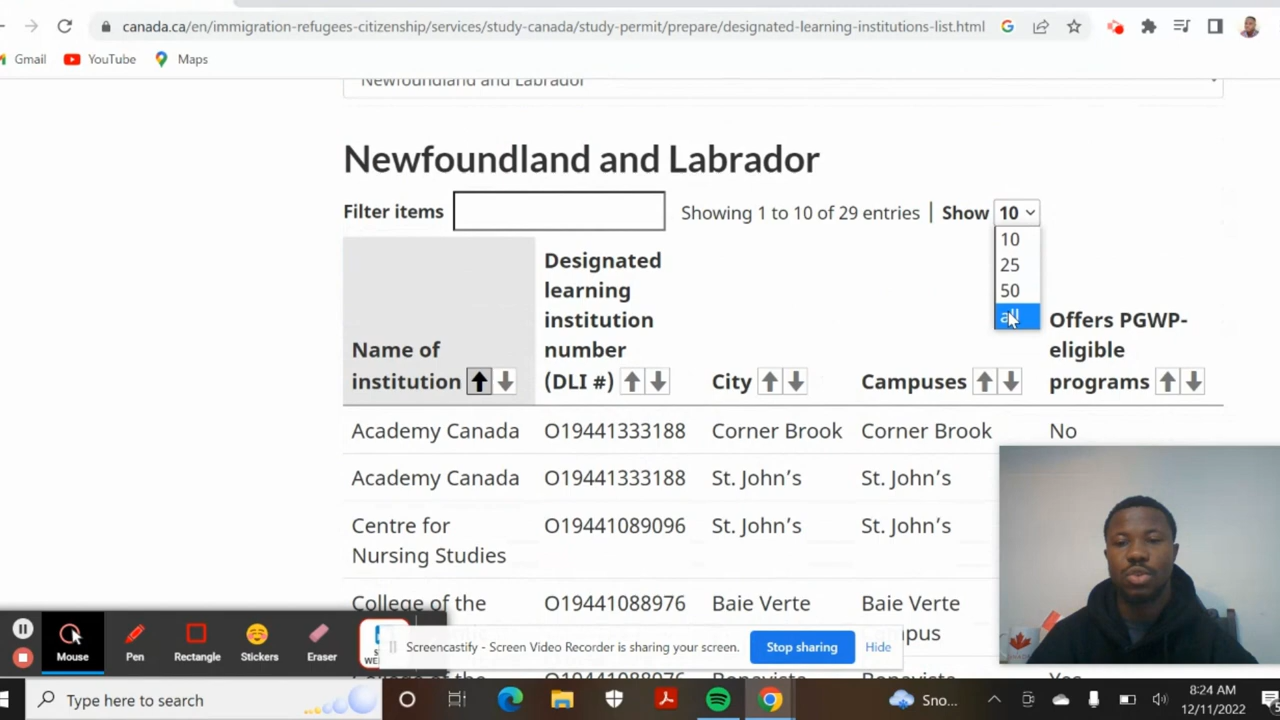 canada.ca/en/immigration-refugees-citizenship/services/study-canada/study-permit/prepare/designated-learning-institutions-list.html
Gmail YouTube Maps
Newfoundland and Labrador
Newfoundland and Labrador
Filter items Showing 1 to 10 of 29 entries | Show 10
10
25
50
all
Name of institution
Designated learning institution number (DLI #)
City
Campuses
Offers PGWP-eligible programs
Academy Canada O19441333188 Corner Brook Corner Brook No
Academy Canada O19441333188 St. John’s St. John’s
Centre for Nursing Studies O19441089096 St. John’s St. John’s
College of the O19441088976 Baie Verte Baie Verte
Mouse Pen Rectangle Stickers Eraser
Screencastify - Screen Video Recorder is sharing your screen. Stop sharing Hide
Type here to search
Sno...
8:24 AM
12/11/2022